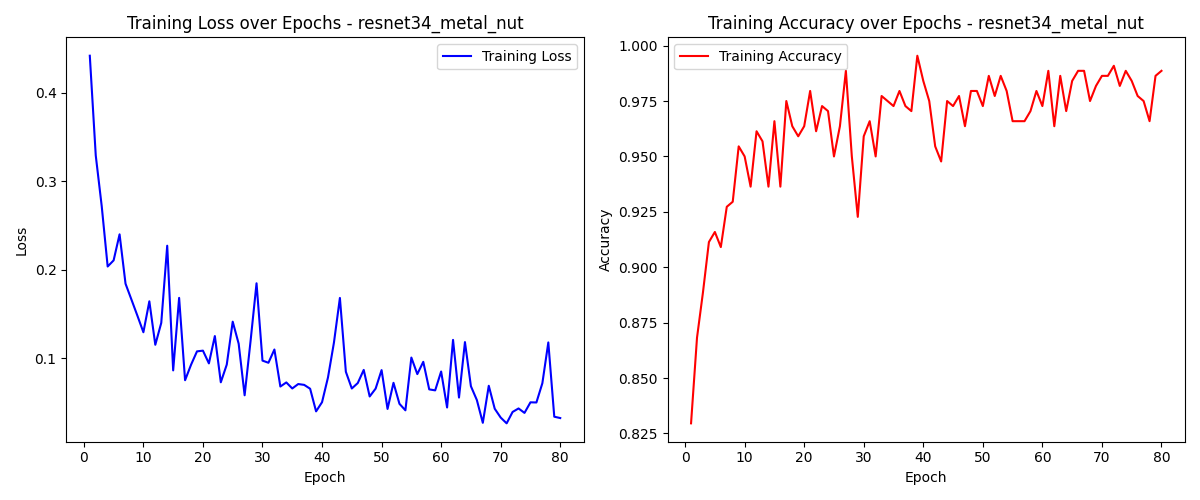 Training Loss over Epochs - resnet34_metal_nut
Training Loss
Loss
0.4
0.3
0.2
0.1
0 10 20 30 40 50 60 70 80
Epoch
Training Accuracy over Epochs - resnet34_metal_nut
Training Accuracy
Accuracy
1.000
0.975
0.950
0.925
0.900
0.875
0.850
0.825
0 10 20 30 40 50 60 70 80
Epoch